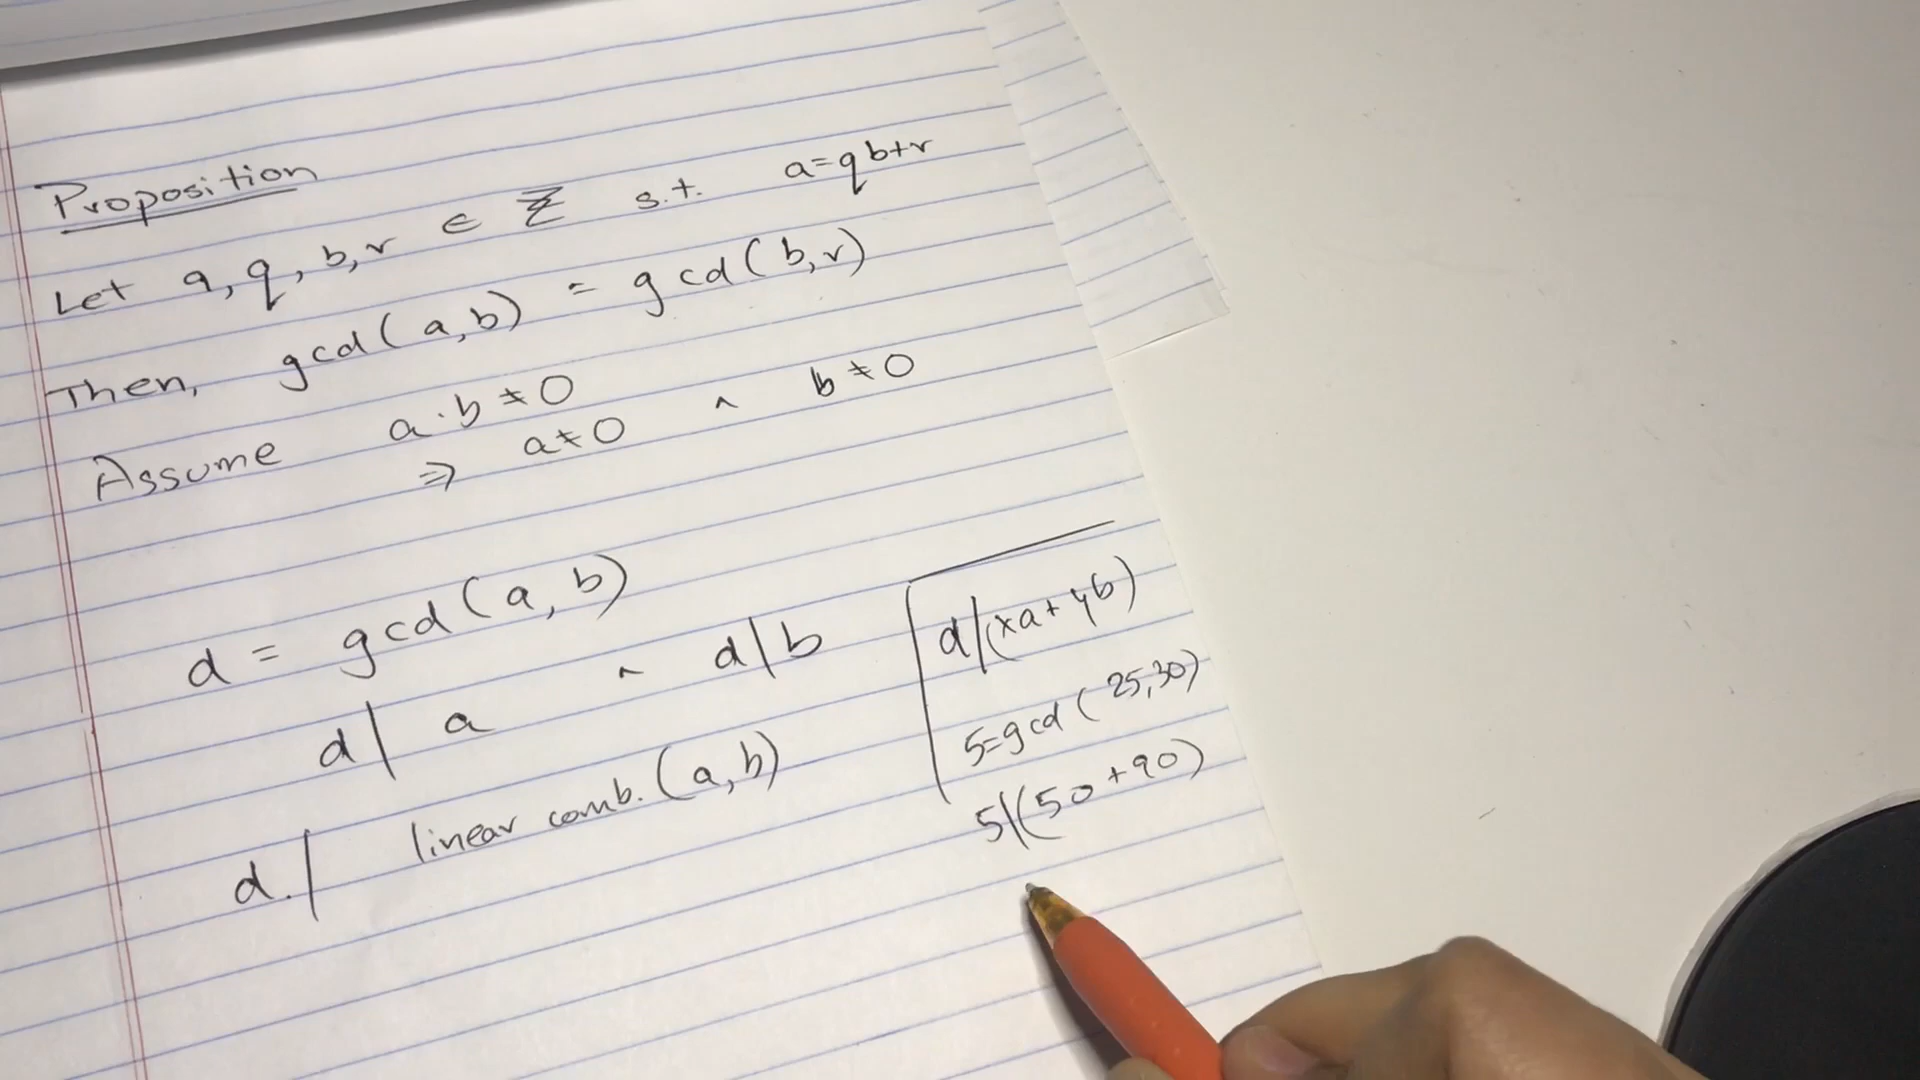 Proposition
Let a, q, b, r ∈ ℤ s.t. a=qb+r
Then, gcd(a,b) = gcd(b,r)
Assume a·b≠0
⇒ a≠0 ^ b≠0
d = gcd(a, b)
d | a ^ d|b
d. | linear comb. (a,b)
d|(xa+yb)
5=gcd(25,30)
5|(50+90)